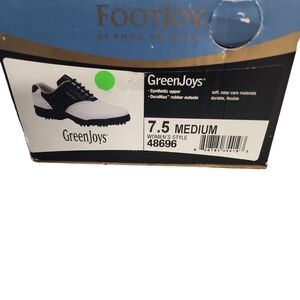 FOOTJOY
GreenJoys
GreenJoys
• Synthetic upper soft, easy-care materials
• DuraMax rubber outsole durable, flexible
7.5 MEDIUM
WOMEN'S STYLE
48696